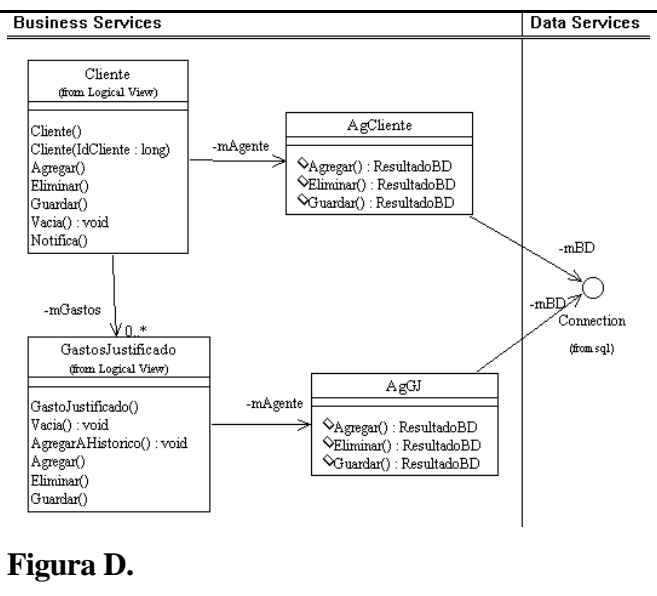 Business Services
Data Services
Cliente
(from Logical View)
Cliente()
Cliente(IdCliente : long)
Agregar()
Eliminar()
Guardar()
Vacia() : void
Notifica()
-mAgente
AgCliente
Agregar() : ResultadoBD
Eliminar() : ResultadoBD
Guardar() : ResultadoBD
-mBD
-mBD
Connection
(from sql)
-mGastos
0..*
GastosJustificado
(from Logical View)
GastoJustificado()
Vacia() : void
AgregarAHistorico() : void
Agregar()
Eliminar()
Guardar()
-mAgente
AgGJ
Agregar() : ResultadoBD
Eliminar() : ResultadoBD
Guardar() : ResultadoBD
Figura D.